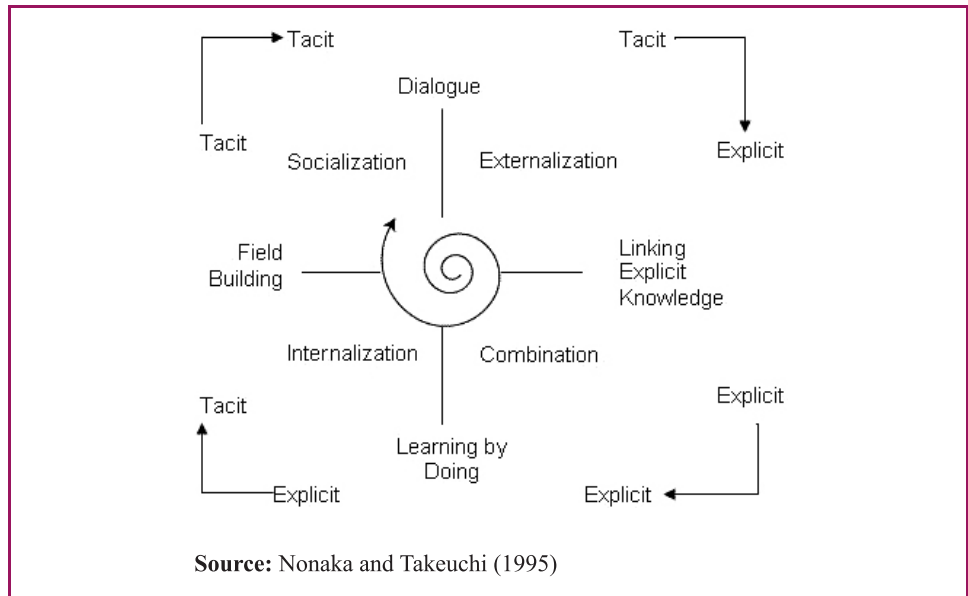 Tacit
Tacit
Dialogue
Tacit
Explicit
Socialization
Externalization
Field
Building
Linking
Explicit
Knowledge
Internalization
Combination
Tacit
Explicit
Learning by
Doing
Explicit
Explicit
Source: Nonaka and Takeuchi (1995)